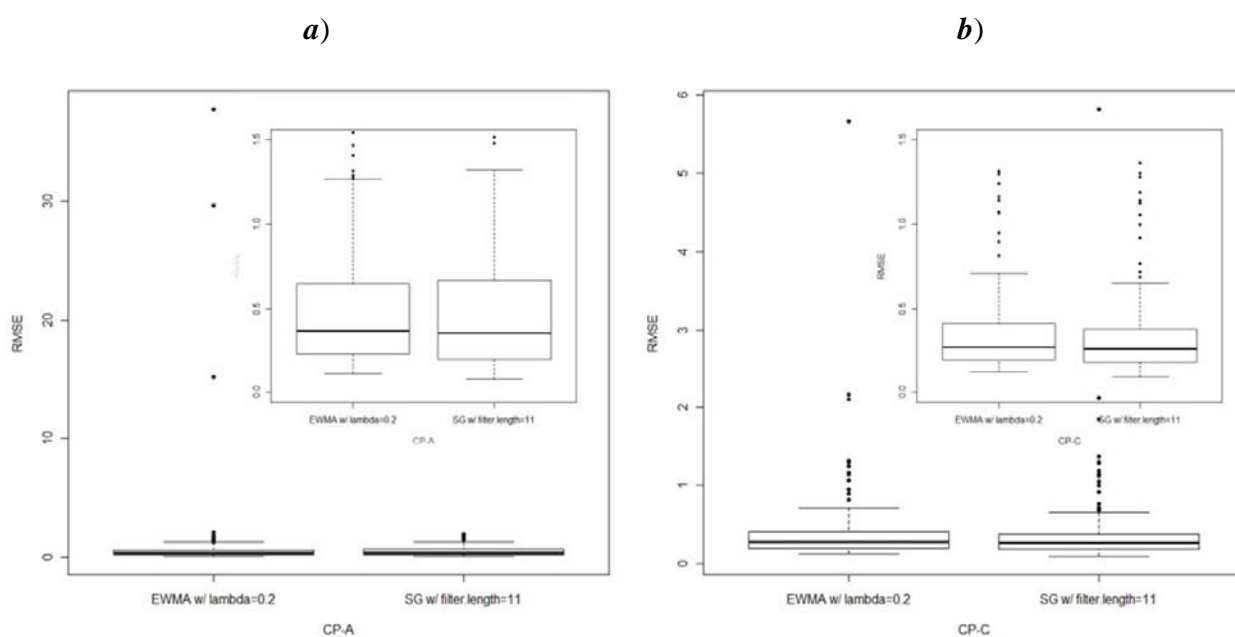 a)
b)
RMSE
30
20
10
0
EWMA w/ lambda=0.2
SG w/ filter.length=11
CP-A
1.5
1.0
0.5
0.0
EWMA w/ lambda=0.2
SG w/ filter.length=11
CP-A
RMSE
6
5
4
3
2
1
0
EWMA w/ lambda=0.2
SG w/ filter.length=11
CP-C
RMSE
1.5
1.0
0.5
0.0
EWMA w/ lambda=0.2
SG w/ filter.length=11
CP-C